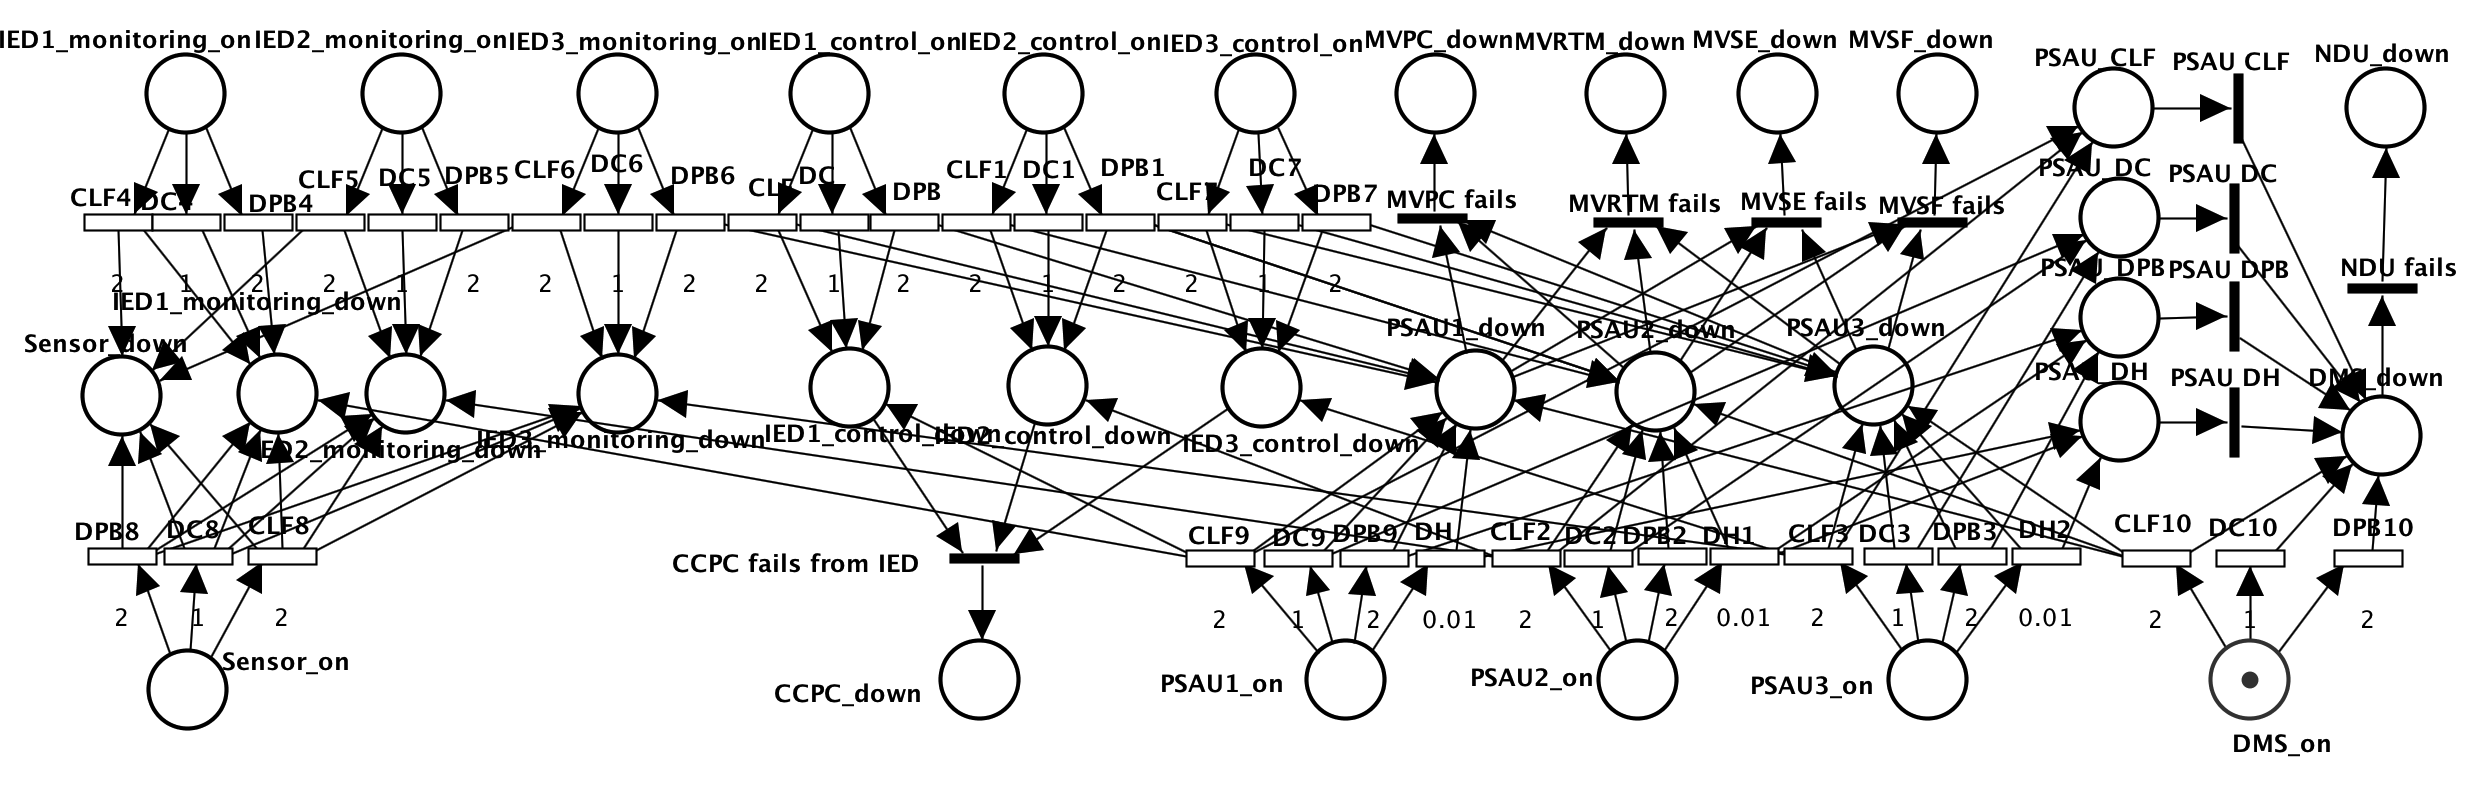 IED1_monitoring_on IED2_monitoring_on IED3_monitoring_on IED1_control_on IED2_control_on IED3_control_on MVPC_down MVRTM_down MVSE_down MVSF_down PSAU_CLF PSAU CLF NDU_down
CLF4 DC4 DPB4 CLF5 DC5 DPB5 CLF6 DC6 DPB6 CLF DC DPB CLF1 DC1 DPB1 CLF7 DC7 DPB7 MVPC fails MVRTM fails MVSE fails MVSF fails PSAU_DC PSAU DC
2 1 2 2 1 2 2 1 2 2 1 2 2 1 2 2 1 2 PSAU_DPB PSAU DPB NDU fails
IED1_monitoring_down
Sensor_down PSAU1_down PSAU2_down PSAU3_down
PSAU_DH PSAU DH DMS_down
IED2_monitoring_down IED3_monitoring_down IED1_control_down IED2_control_down IED3_control_down
DPB8 DC8 CLF8 CLF9 DC9 DPB9 DH CLF2 DC2 DPB2 DH1 CLF3 DC3 DPB3 DH2 CLF10 DC10 DPB10
CCPC fails from IED
2 1 2 2 1 2 0.01 2 1 2 0.01 2 1 2 0.01 2 1 2
Sensor_on CCPC_down PSAU1_on PSAU2_on PSAU3_on
DMS_on